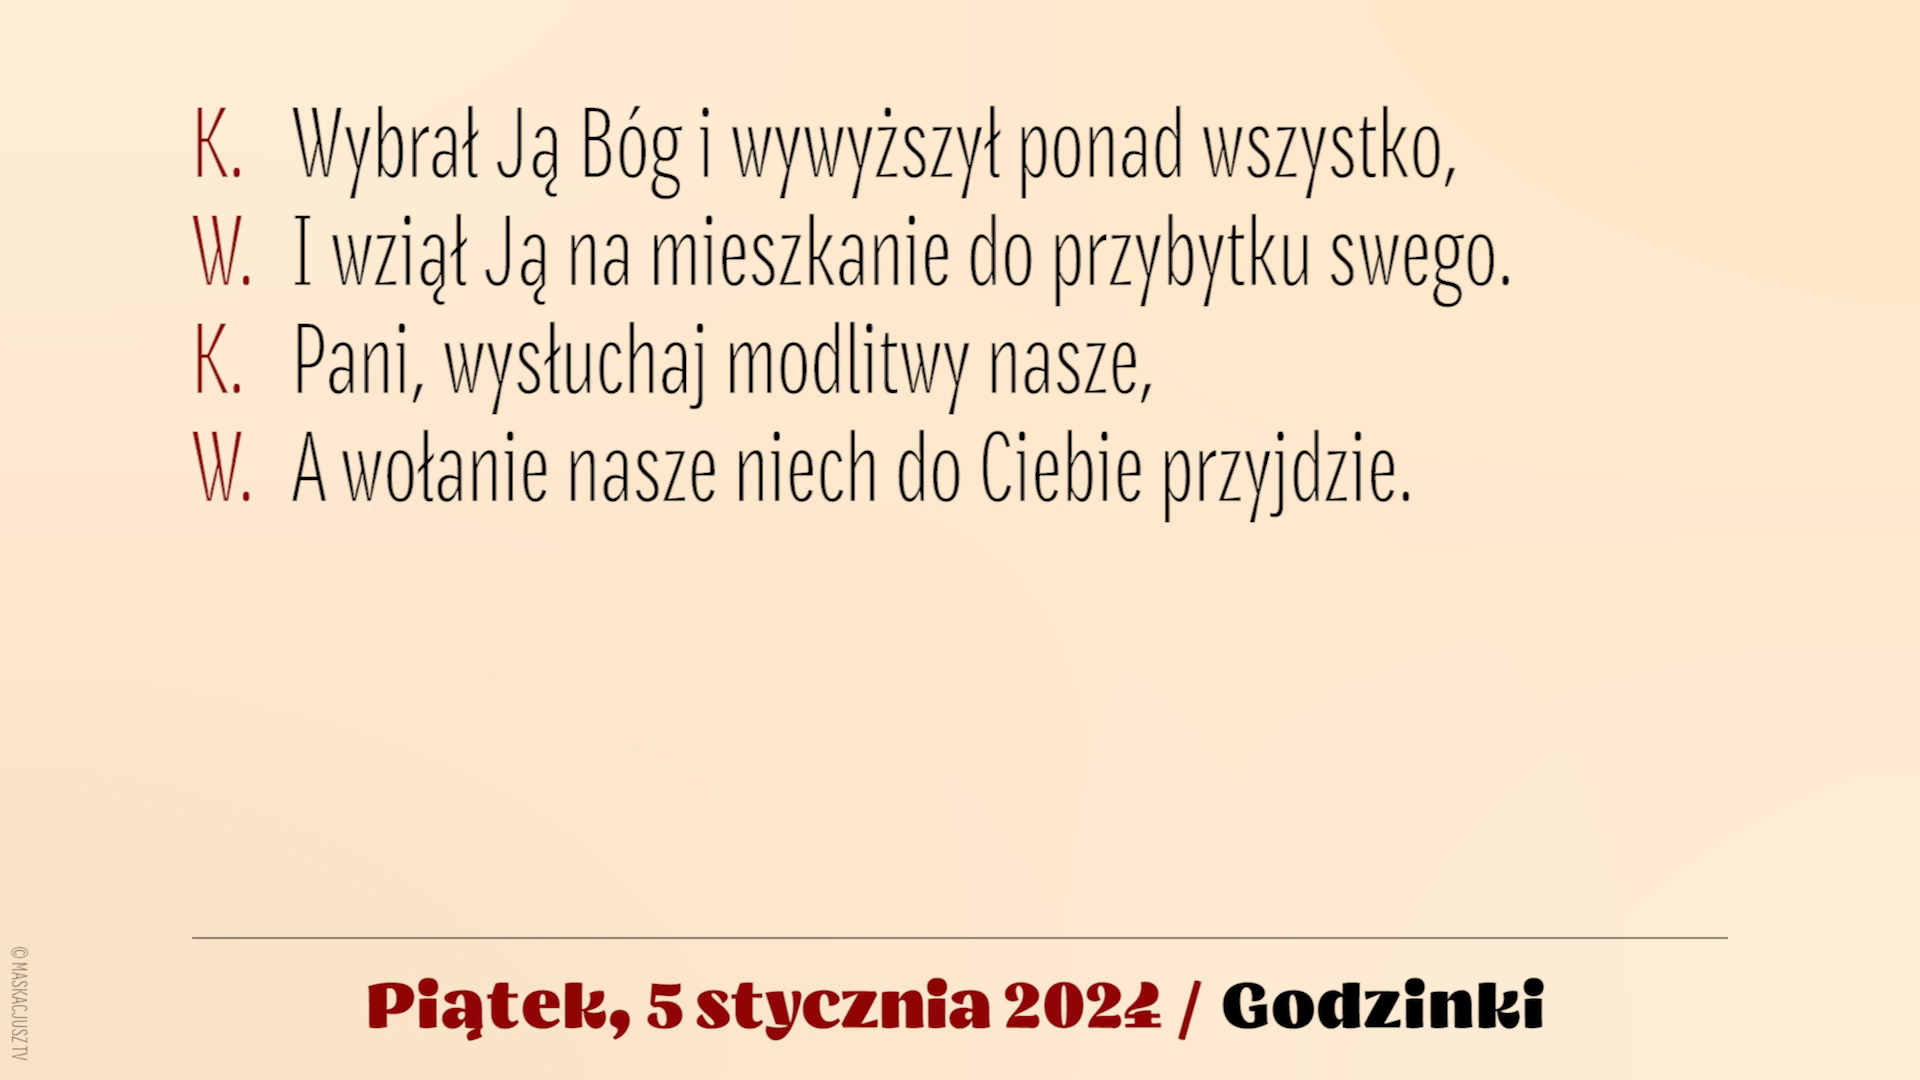 K. Wybrał Ją Bóg i wywyższył ponad wszystko,
W. I wziął Ją na mieszkanie do przybytku swego.
K. Pani, wysłuchaj modlitwy nasze,
W. A wołanie nasze niech do Ciebie przyjdzie.
Piątek, 5 stycznia 2024 / Godzinki
© MASKACJUSZ TV